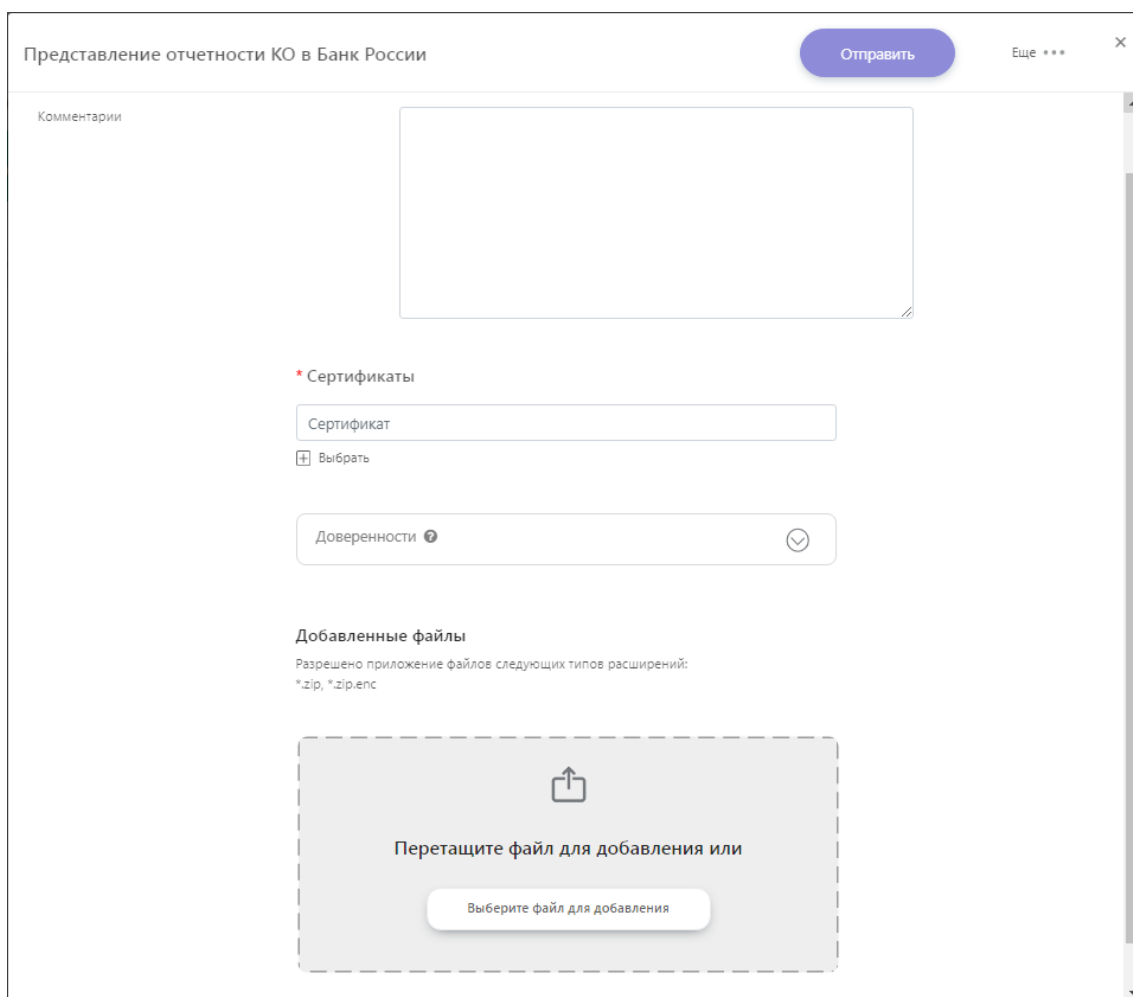 Представление отчетности КО в Банк России
Отправить
Еще •••
×
Комментарии
* Сертификаты
Сертификат
Выбрать
Доверенности ?
Добавленные файлы
Разрешено приложение файлов следующих типов расширений:
*.zip, *.zip.enc
Перетащите файл для добавления или
Выберите файл для добавления